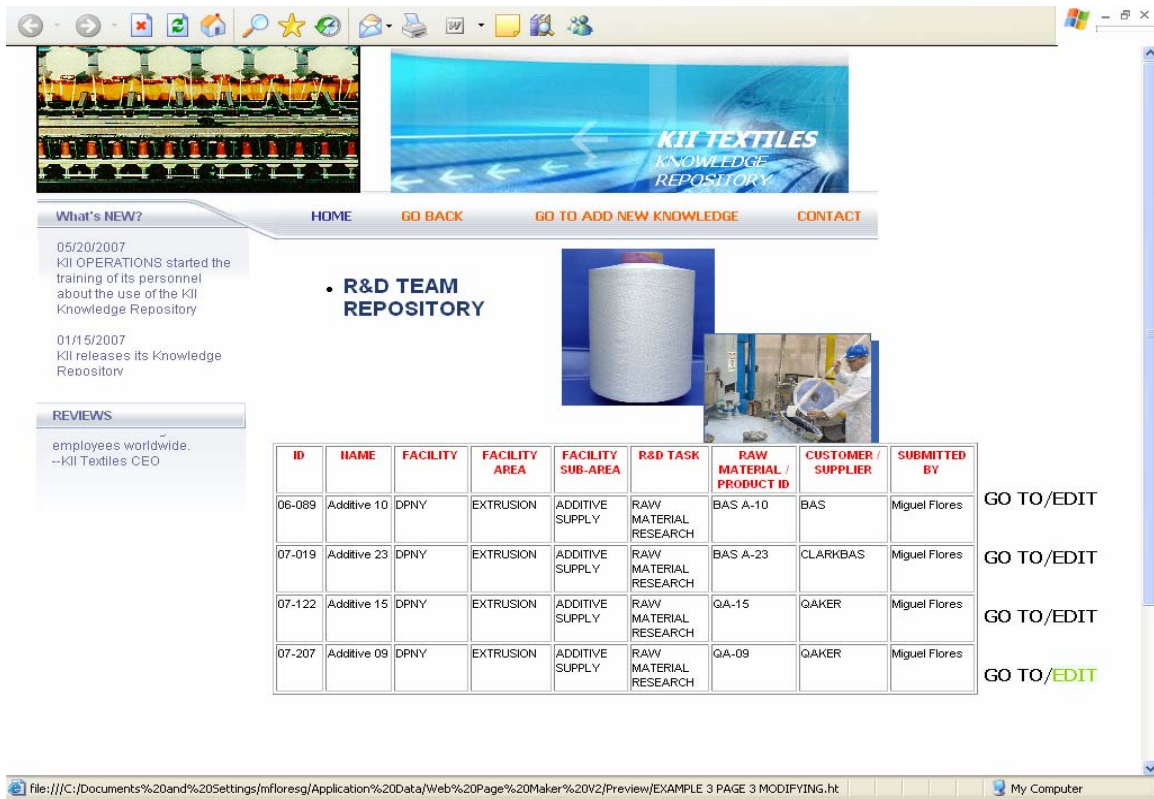 KII TEXTILES
KNOWLEDGE
REPOSITORY
What's NEW?
HOME GO BACK GO TO ADD NEW KNOWLEDGE CONTACT
05/20/2007
KII OPERATIONS started the
training of its personnel
about the use of the KII
Knowledge Repository
01/15/2007
KII releases its Knowledge
Repository
REVIEWS
employees worldwide.
--KII Textiles CEO
• R&D TEAM
REPOSITORY
ID NAME FACILITY FACILITY AREA FACILITY SUB-AREA R&D TASK RAW MATERIAL / PRODUCT ID CUSTOMER / SUPPLIER SUBMITTED BY
06-089 Additive 10 DPNY EXTRUSION ADDITIVE SUPPLY RAW MATERIAL RESEARCH BAS A-10 BAS Miguel Flores GO TO/EDIT
07-019 Additive 23 DPNY EXTRUSION ADDITIVE SUPPLY RAW MATERIAL RESEARCH BAS A-23 CLARKBAS Miguel Flores GO TO/EDIT
07-122 Additive 15 DPNY EXTRUSION ADDITIVE SUPPLY RAW MATERIAL RESEARCH QA-15 QAKER Miguel Flores GO TO/EDIT
07-207 Additive 09 DPNY EXTRUSION ADDITIVE SUPPLY RAW MATERIAL RESEARCH QA-09 QAKER Miguel Flores GO TO/EDIT
file:///C:/Documents%20and%20Settings/mfloresg/Application%20Data/Web%20Page%20Maker%20V2/Preview/EXAMPLE 3 PAGE 3 MODIFYING.ht My Computer